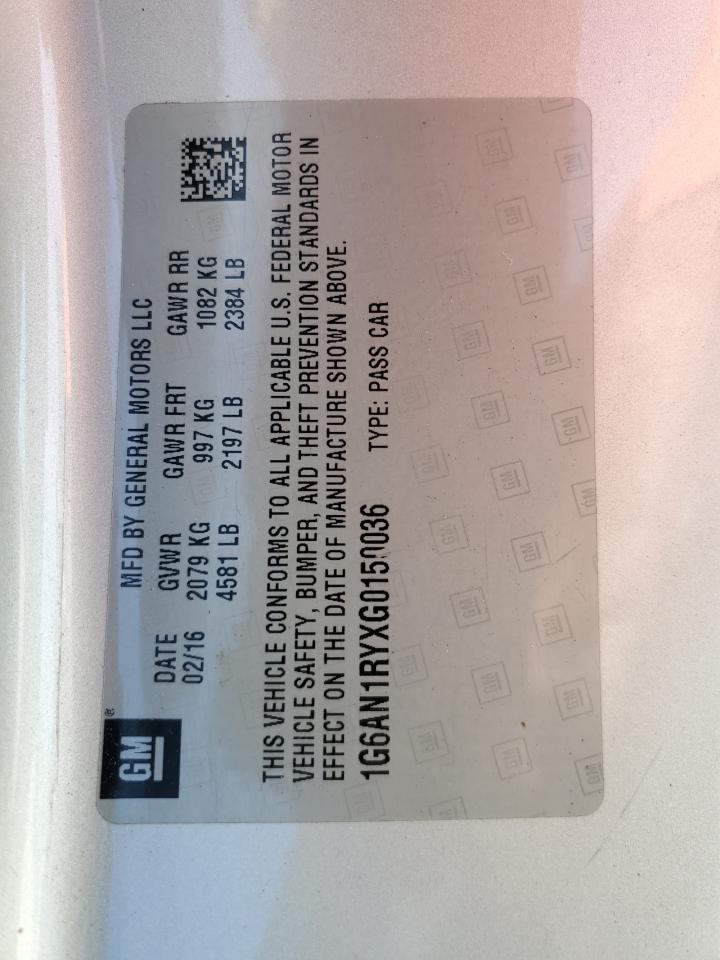 GM®
MFD BY GENERAL MOTORS LLC
DATE GVWR GAWR FRT GAWR RR
02/16 2079 KG 997 KG 1082 KG
4581 LB 2197 LB 2384 LB
THIS VEHICLE CONFORMS TO ALL APPLICABLE U.S. FEDERAL MOTOR
VEHICLE SAFETY, BUMPER, AND THEFT PREVENTION STANDARDS IN
EFFECT ON THE DATE OF MANUFACTURE SHOWN ABOVE.
1G6AN1RYXG0150036 TYPE: PASS CAR